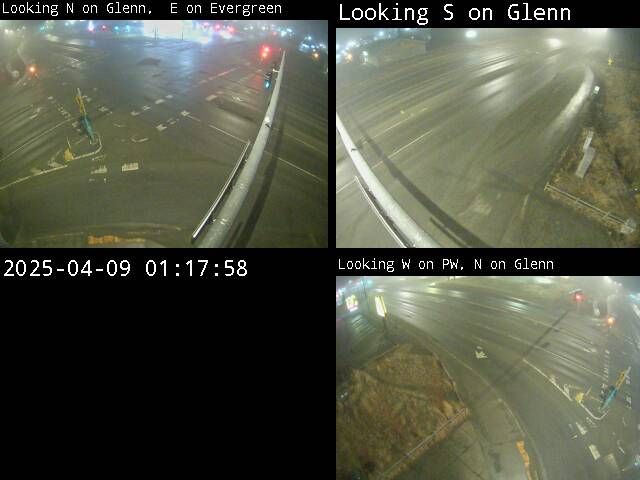 Looking N on Glenn,  E on Evergreen
Looking S on Glenn
2025-04-09 01:17:58
Looking W on PW, N on Glenn